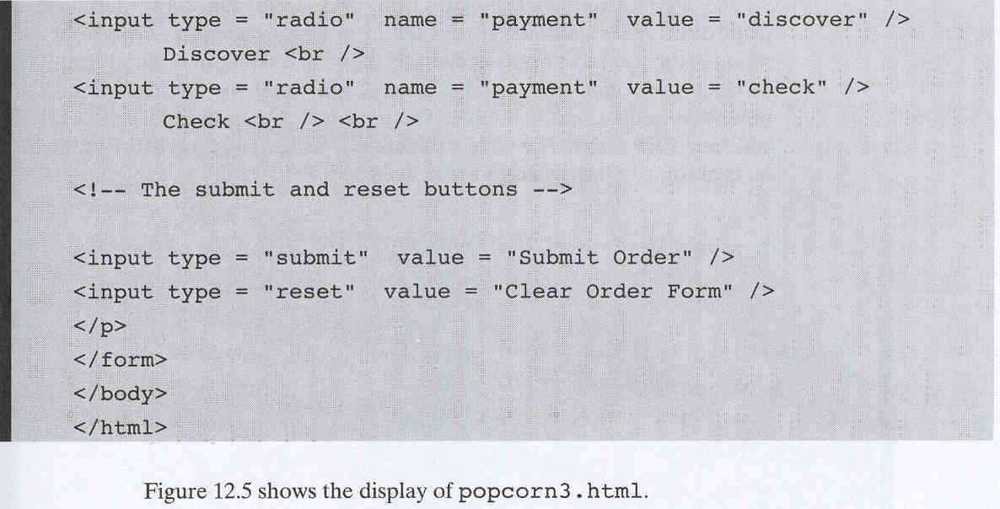 <input type = "radio"  name = "payment"  value = "discover" />
Discover <br />
<input type = "radio"  name = "payment"  value = "check" />
Check <br /> <br />
<!-- The submit and reset buttons -->
<input type = "submit"  value = "Submit Order" />
<input type = "reset"  value = "Clear Order Form" />
</p>
</form>
</body>
</html>
Figure 12.5 shows the display of popcorn3.html.